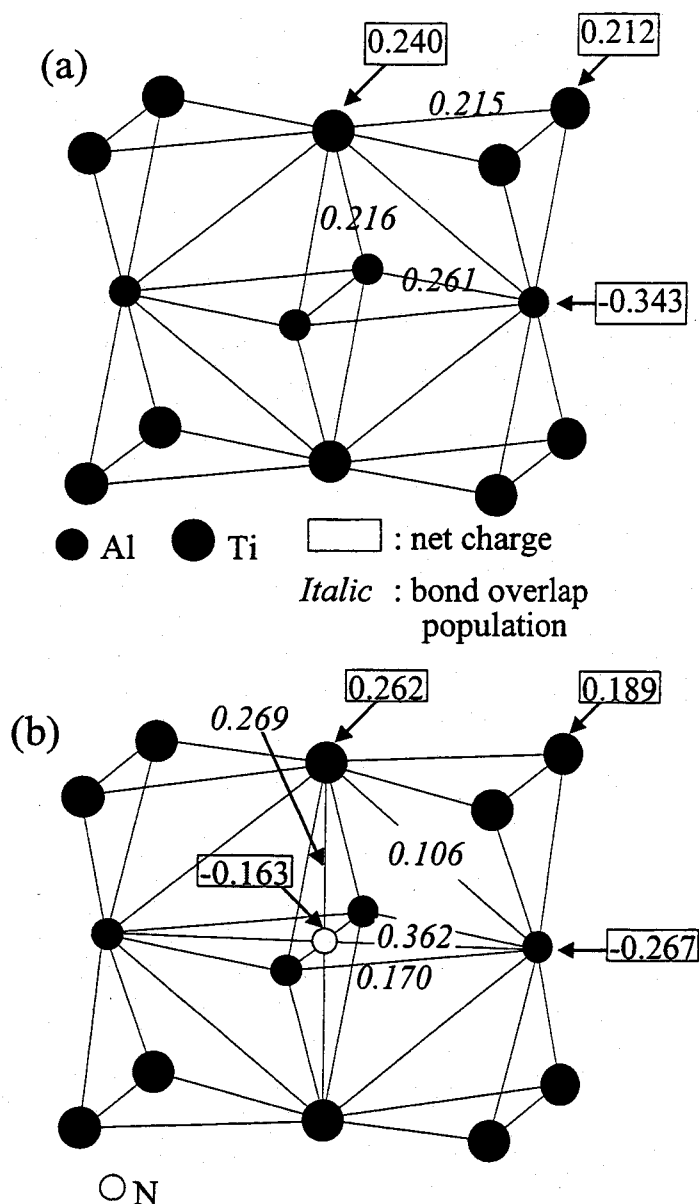 (a)
0.240
0.212
0.215
0.216
0.261
-0.343
Al
Ti
: net charge
Italic : bond overlap
population
(b)
0.269
0.262
0.189
-0.163
0.106
0.362
-0.267
0.170
N